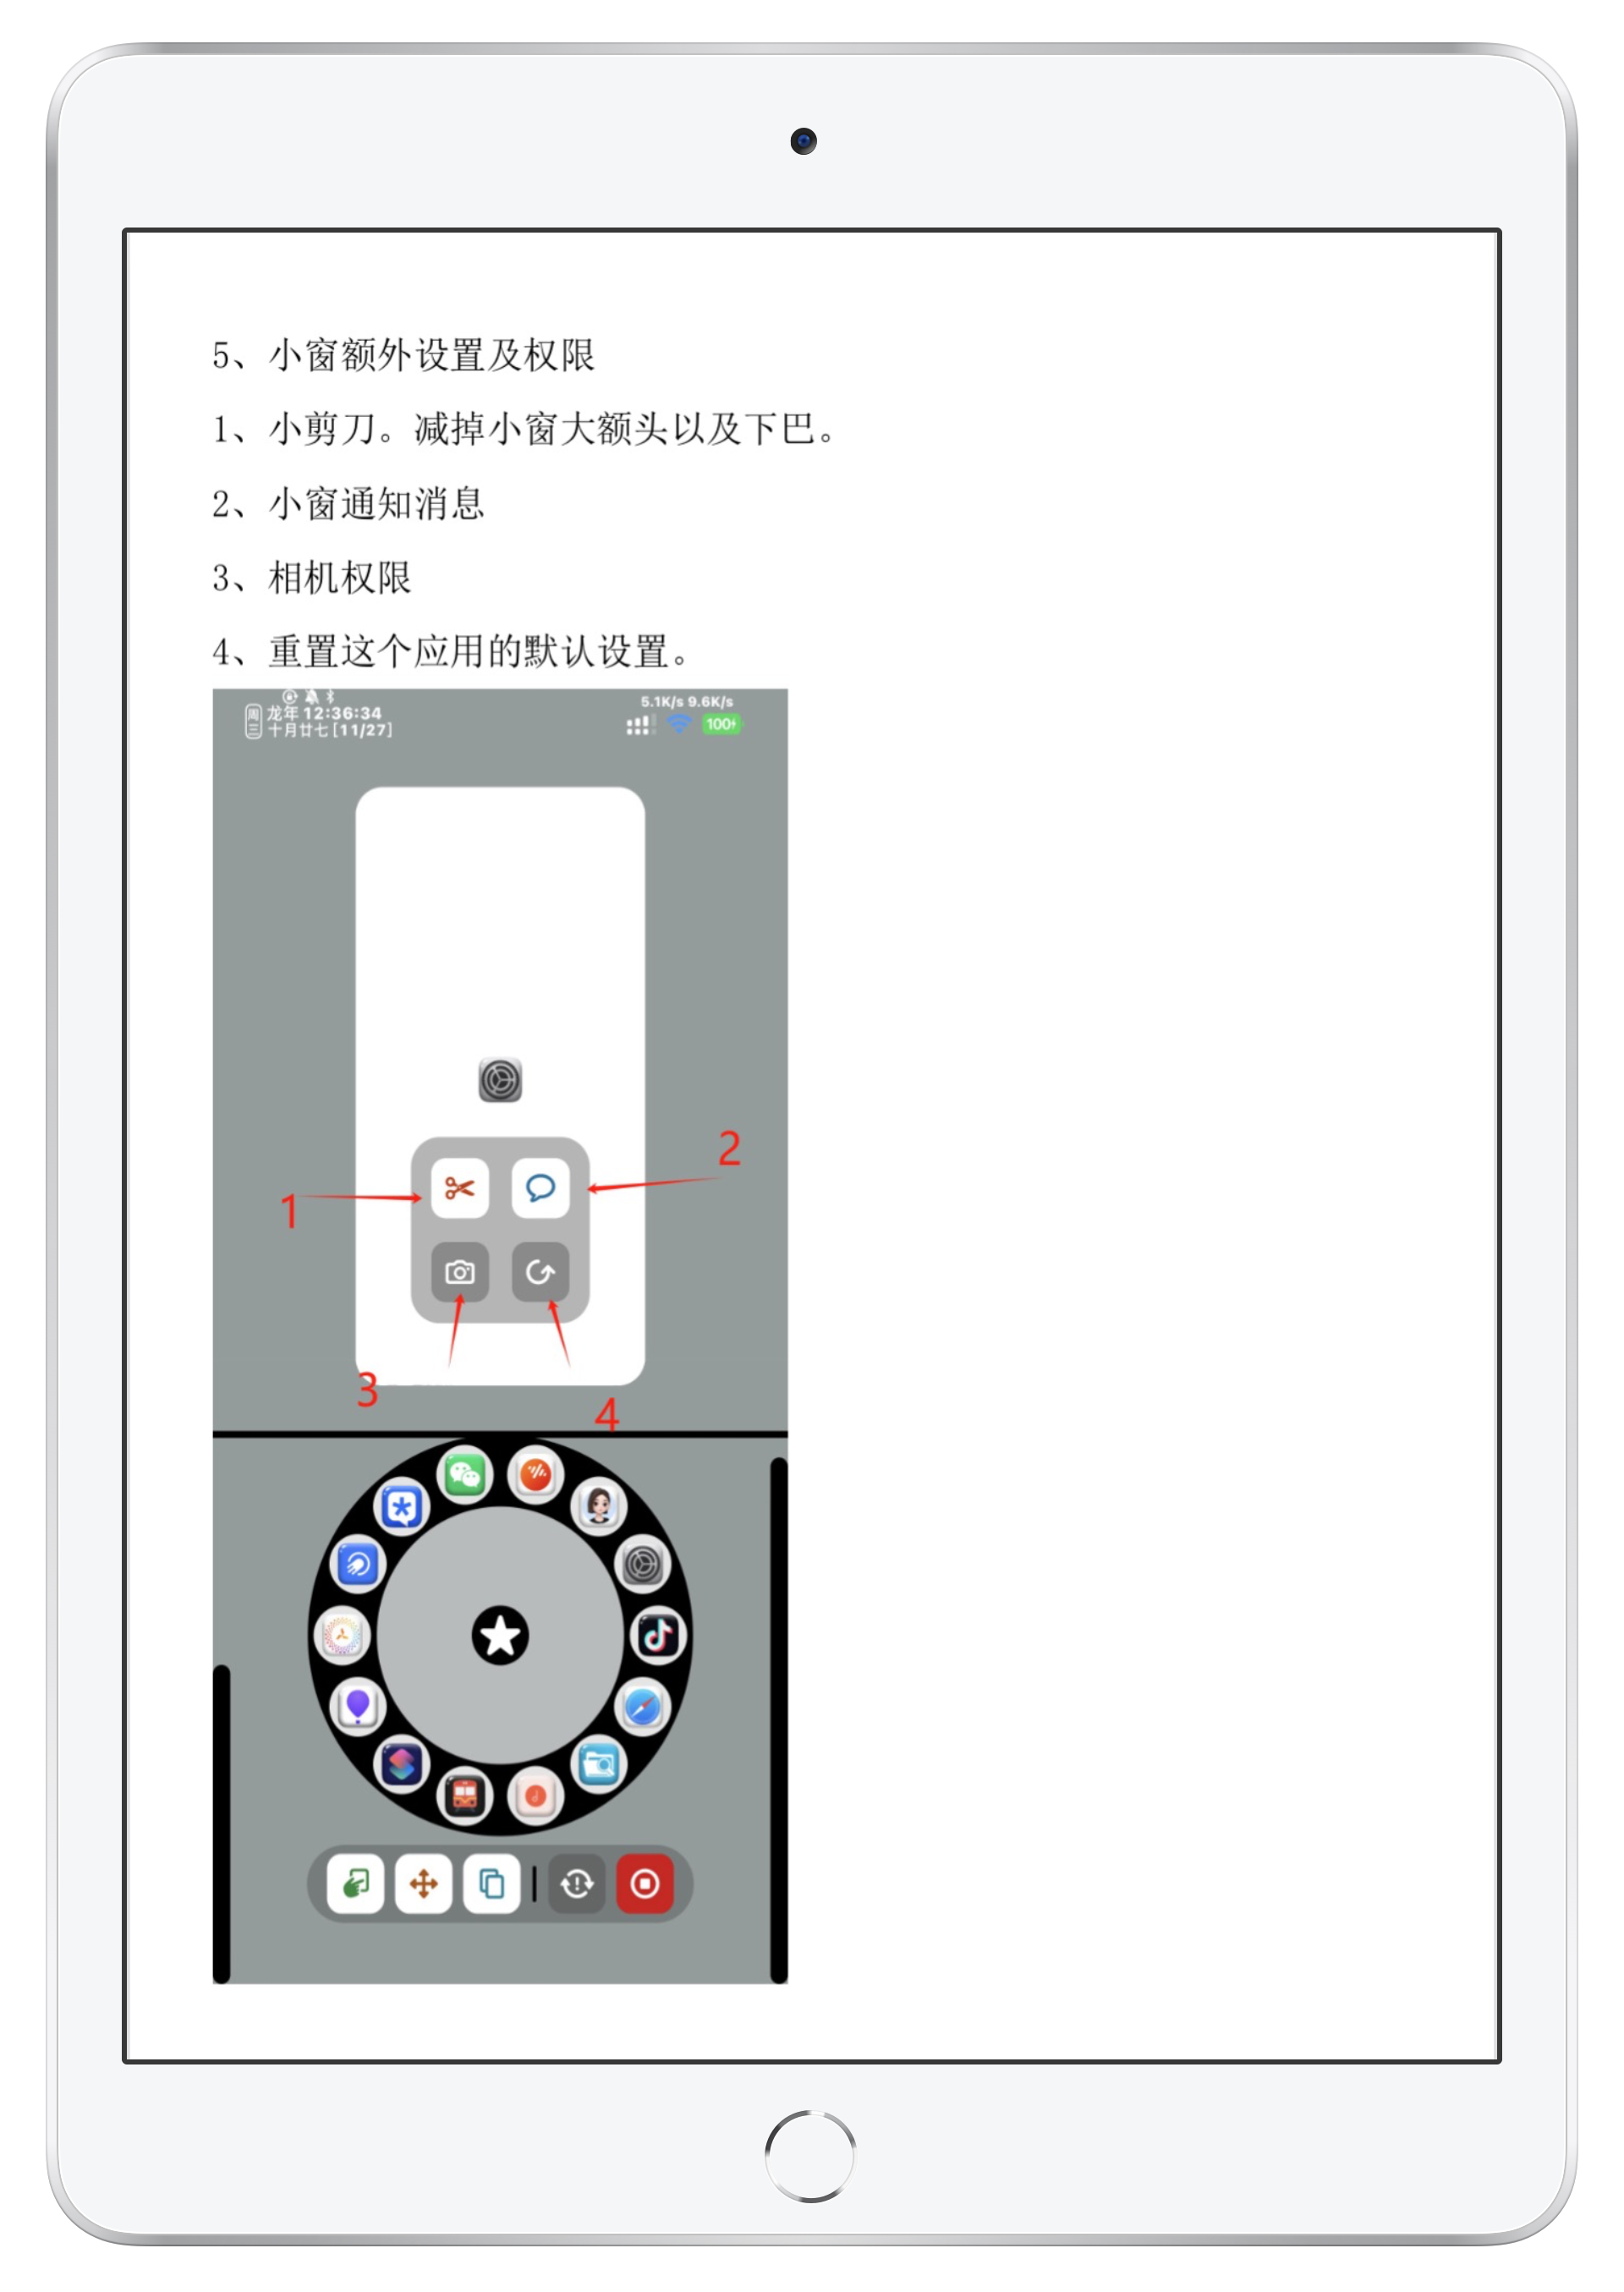 5、小窗额外设置及权限
1、小剪刀。减掉小窗大额头以及下巴。
2、小窗通知消息
3、相机权限
4、重置这个应用的默认设置。
周三
龙年 12:36:34
十月廿七 [11/27]
5.1K/s 9.6K/s
100
1
2
3
4